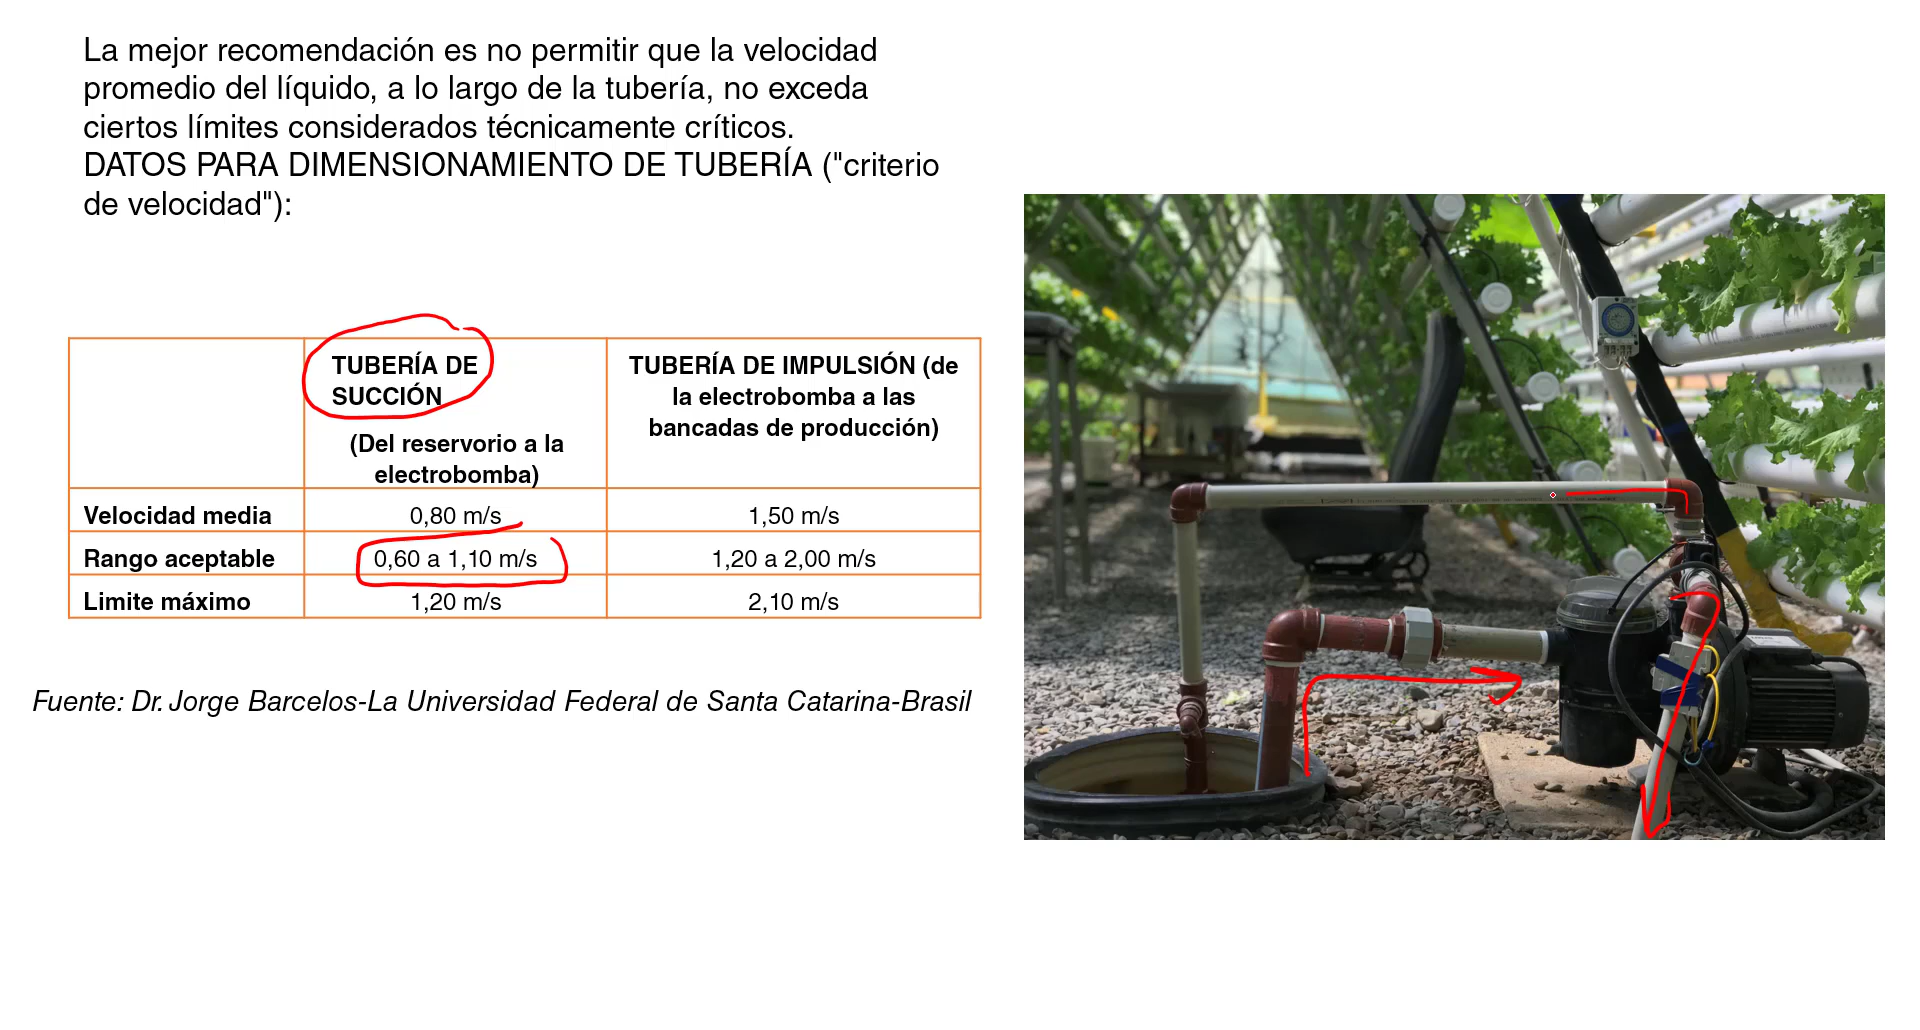 La mejor recomendación es no permitir que la velocidad
promedio del líquido, a lo largo de la tubería, no exceda
ciertos límites considerados técnicamente críticos.
DATOS PARA DIMENSIONAMIENTO DE TUBERÍA ("criterio
de velocidad"):
TUBERÍA DE
SUCCIÓN
(Del reservorio a la
electrobomba)
TUBERÍA DE IMPULSIÓN (de
la electrobomba a las
bancadas de producción)
Velocidad media 0,80 m/s 1,50 m/s
Rango aceptable 0,60 a 1,10 m/s 1,20 a 2,00 m/s
Limite máximo 1,20 m/s 2,10 m/s
Fuente: Dr. Jorge Barcelos-La Universidad Federal de Santa Catarina-Brasil